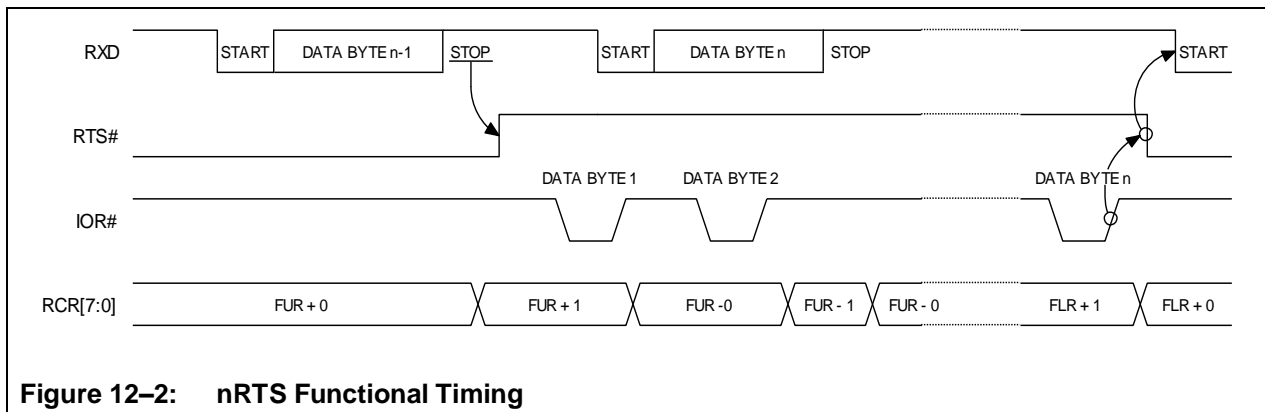 RXD START DATA BYTE n-1 STOP START DATA BYTE n STOP START
RTS#
DATA BYTE 1 DATA BYTE 2 DATA BYTE n
IOR#
RCR[7:0] FUR + 0 FUR + 1 FUR -0 FUR - 1 FUR - 0 FLR + 1 FLR + 0
Figure 12–2: nRTS Functional Timing